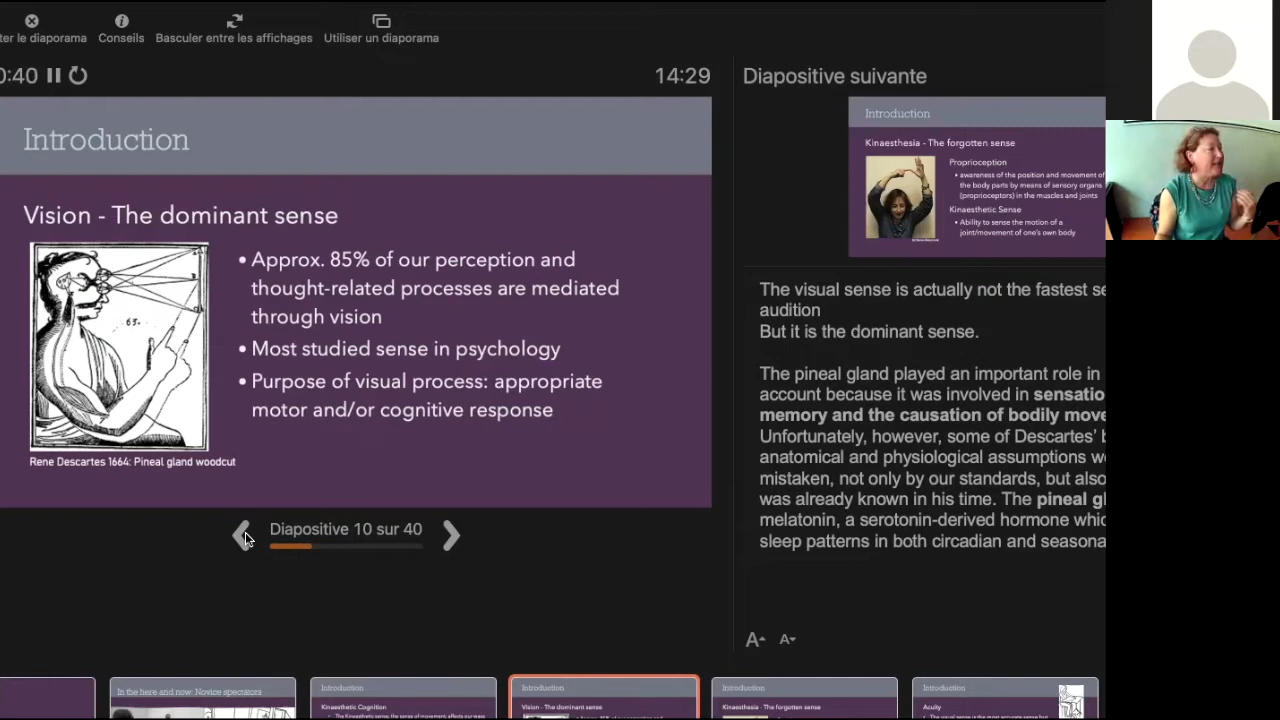 ter le diaporama
Conseils
Basculer entre les affichages
Utiliser un diaporama
0:40
14:29
Diapositive suivante
Introduction
Vision - The dominant sense
• Approx. 85% of our perception and
thought-related processes are mediated
through vision
• Most studied sense in psychology
• Purpose of visual process: appropriate
motor and/or cognitive response
63.
Rene Descartes 1664: Pineal gland woodcut
Diapositive 10 sur 40
Introduction
Kinaesthesia - The forgotten sense
Proprioception
• awareness of the position and movement of
the body parts by means of sensory organs
(proprioceptors) in the muscles and joints
Kinaesthetic Sense
• Ability to sense the motion of a
joint/movement of one's own body
The visual sense is actually not the fastest se
audition
But it is the dominant sense.
The pineal gland played an important role in
account because it was involved in sensatio
memory and the causation of bodily move
Unfortunately, however, some of Descartes' b
anatomical and physiological assumptions we
mistaken, not only by our standards, but also
was already known in his time. The pineal gl
melatonin, a serotonin-derived hormone whic
sleep patterns in both circadian and seasona
A
A
In the here and now: Novice spectators
Introduction
Kinaesthetic Cognition
Introduction
Vision - The dominant sense
Introduction
Kinaesthesia - The forgotten sense
Introduction
Acuity